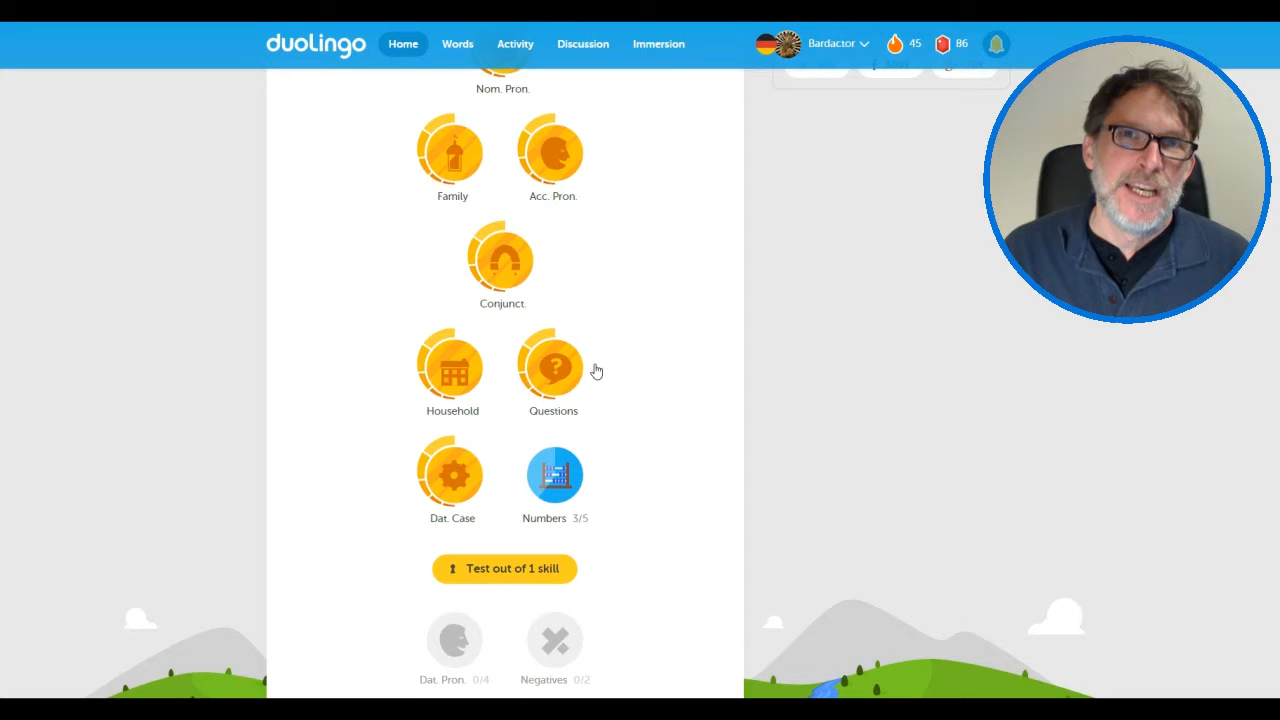 duolingo Home Words Activity Discussion Immersion Bardactor 45 86
Nom. Pron.
Family Acc. Pron.
Conjunct.
?
Household Questions
Dat. Case Numbers 3/5
Test out of 1 skill
Dat. Pron. 0/4 Negatives 0/2